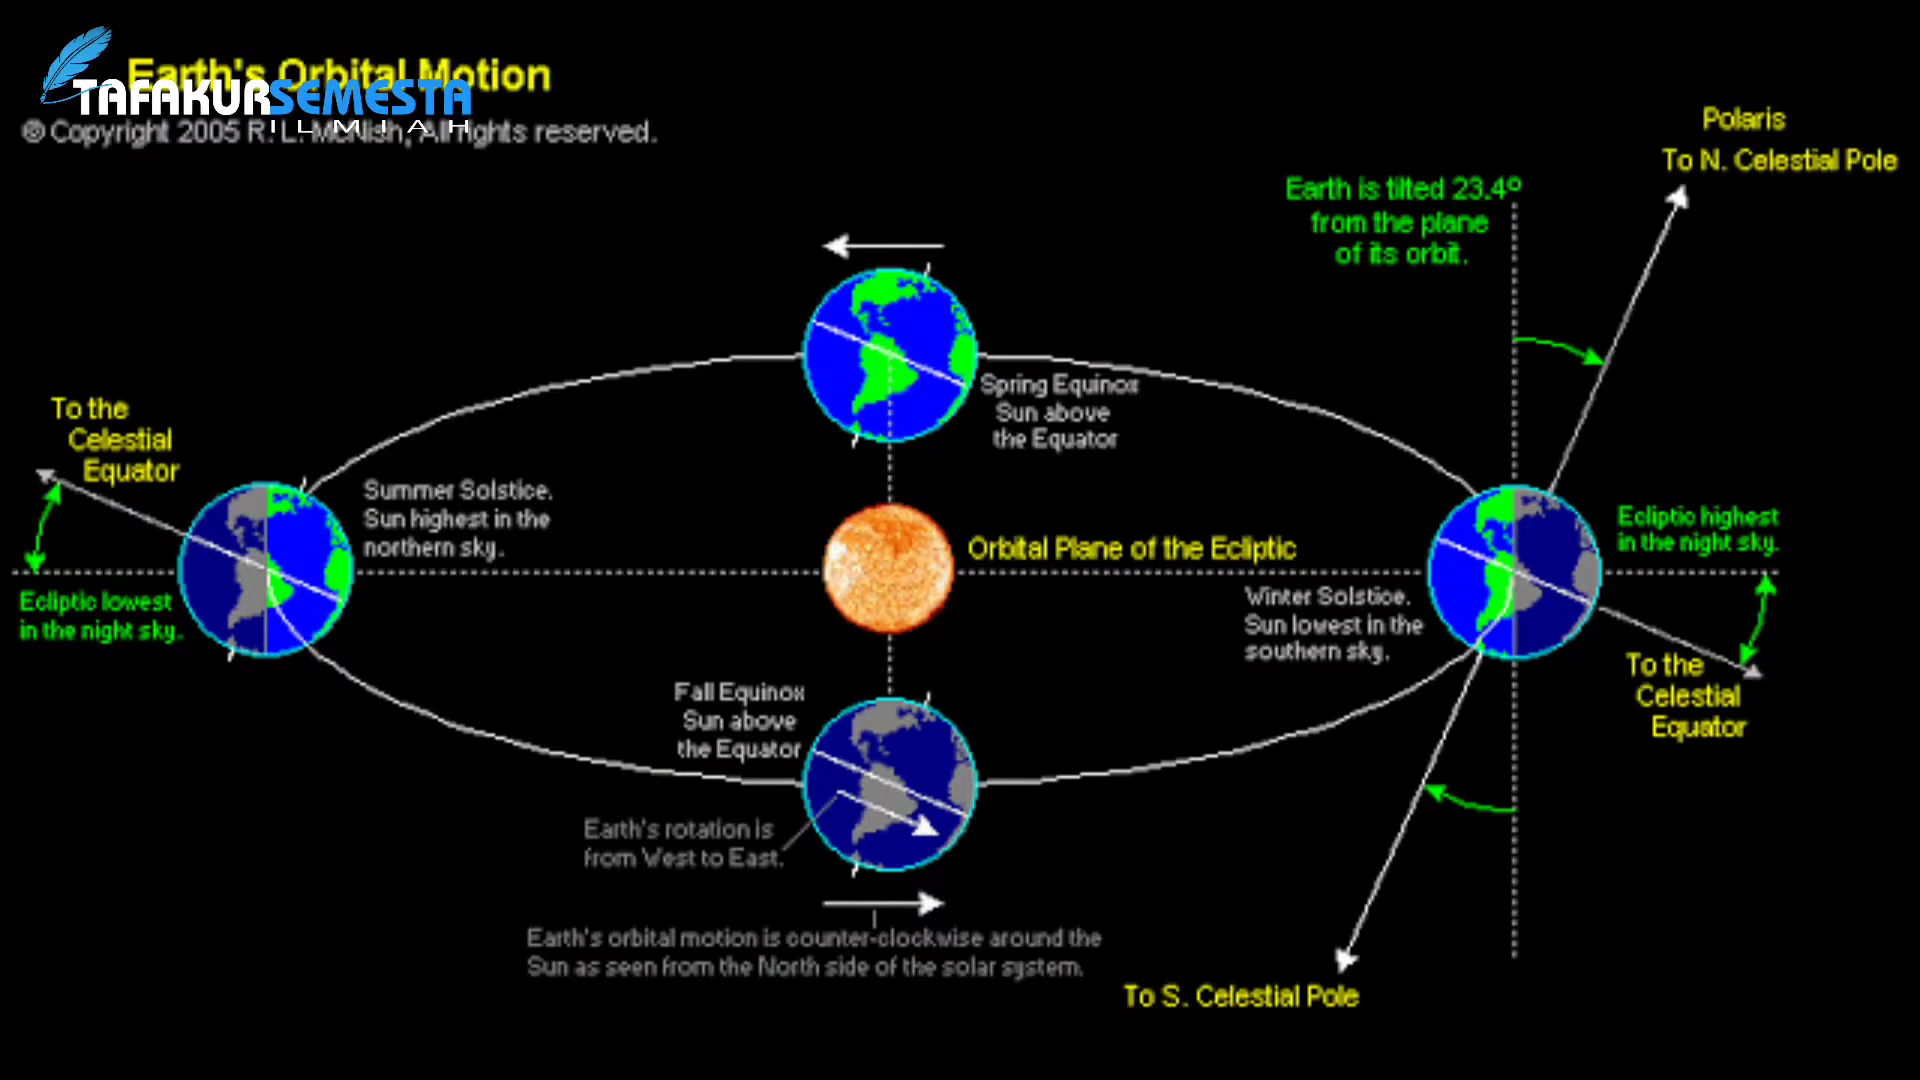 Earth's Orbital Motion
TAFAKURSEMESTA
ILMIAH
© Copyright 2005 R. L. McNish, All rights reserved.
Polaris
To N. Celestial Pole
Earth is tilted 23.4º
from the plane
of its orbit.
Spring Equinox
Sun above
the Equator
To the
Celestial
Equator
Summer Solstice.
Sun highest in the
northern sky.
Ecliptic highest
in the night sky.
Orbital Plane of the Ecliptic
Ecliptic lowest
in the night sky.
Winter Solstice.
Sun lowest in the
southern sky.
To the
Celestial
Equator
Fall Equinox
Sun above
the Equator
Earth's rotation is
from West to East.
Earth's orbital motion is counter-clockwise around the
Sun as seen from the North side of the solar system.
To S. Celestial Pole